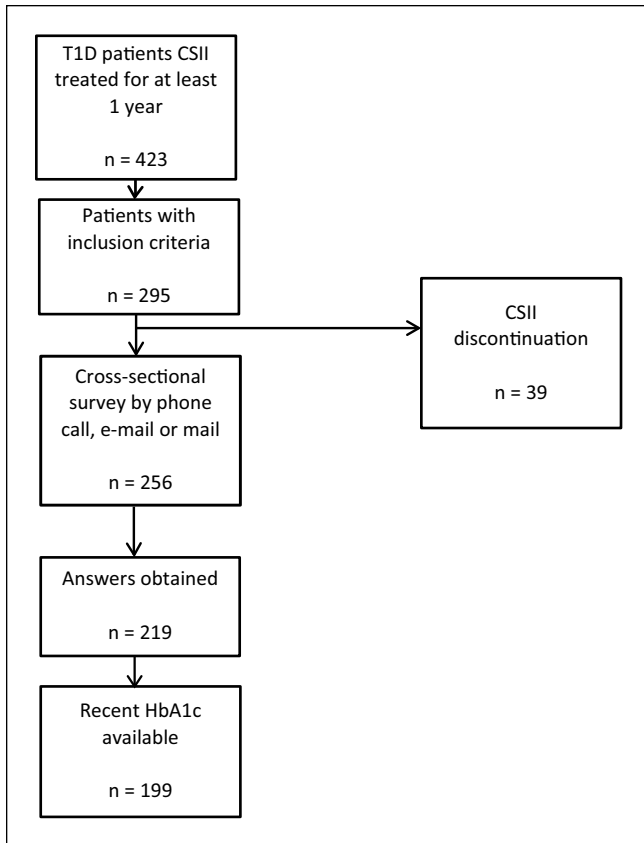 T1D patients CSII
treated for at least
1 year
n = 423
Patients with
inclusion criteria
n = 295
CSII
discontinuation
n = 39
Cross-sectional
survey by phone
call, e-mail or mail
n = 256
Answers obtained
n = 219
Recent HbA1c
available
n = 199